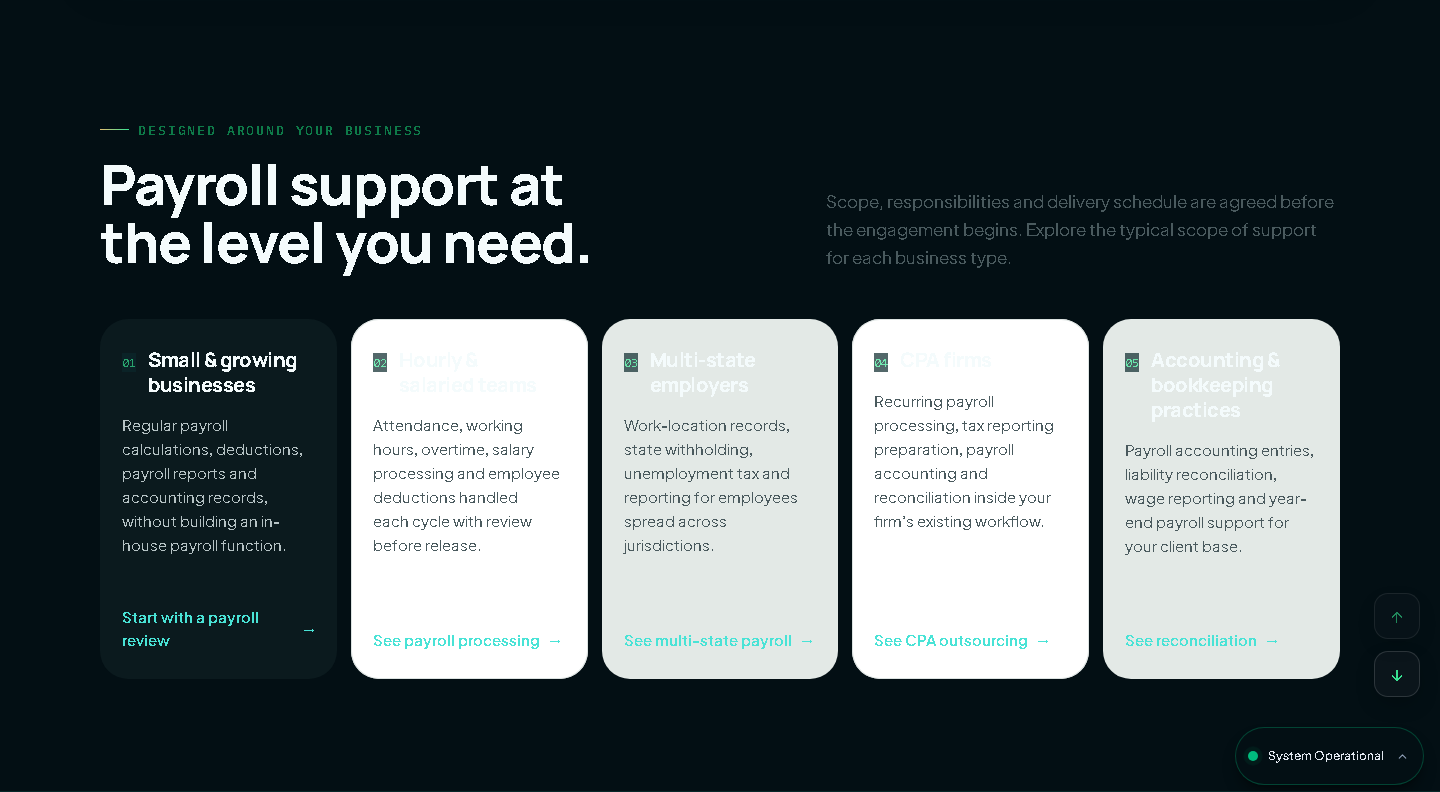 DESIGNED AROUND YOUR BUSINESS
Payroll support at
the level you need.
Scope, responsibilities and delivery schedule are agreed before
the engagement begins. Explore the typical scope of support
for each business type.
01
Small & growing
businesses
Regular payroll
calculations, deductions,
payroll reports and
accounting records,
without building an in-
house payroll function.
Start with a payroll
review →
02
Hourly &
salaried teams
Attendance, working
hours, overtime, salary
processing and employee
deductions handled
each cycle with review
before release.
See payroll processing →
03
Multi-state
employers
Work-location records,
state withholding,
unemployment tax and
reporting for employees
spread across
jurisdictions.
See multi-state payroll →
04
CPA firms
Recurring payroll
processing, tax reporting
preparation, payroll
accounting and
reconciliation inside your
firm’s existing workflow.
See CPA outsourcing →
05
Accounting &
bookkeeping
practices
Payroll accounting entries,
liability reconciliation,
wage reporting and year-
end payroll support for
your client base.
See reconciliation →
System Operational